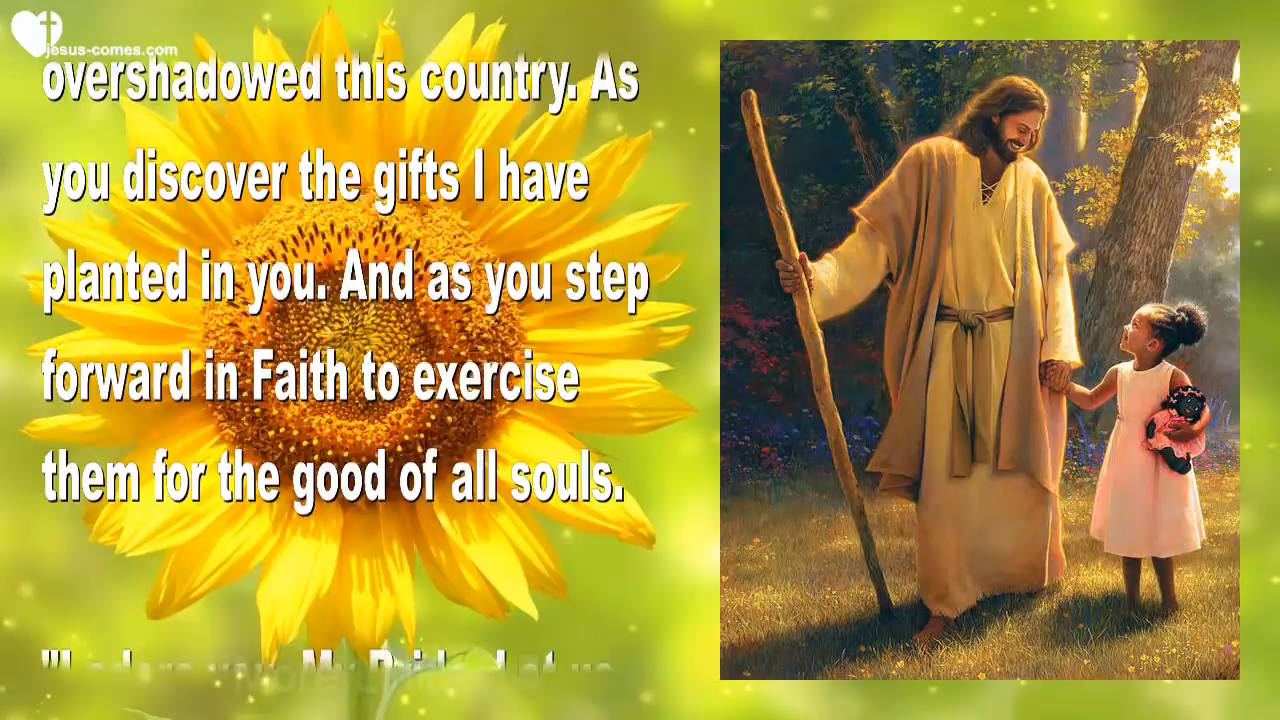 jesus-comes.com
overshadowed this country. As
you discover the gifts I have
planted in you. And as you step
forward in Faith to exercise
them for the good of all souls.